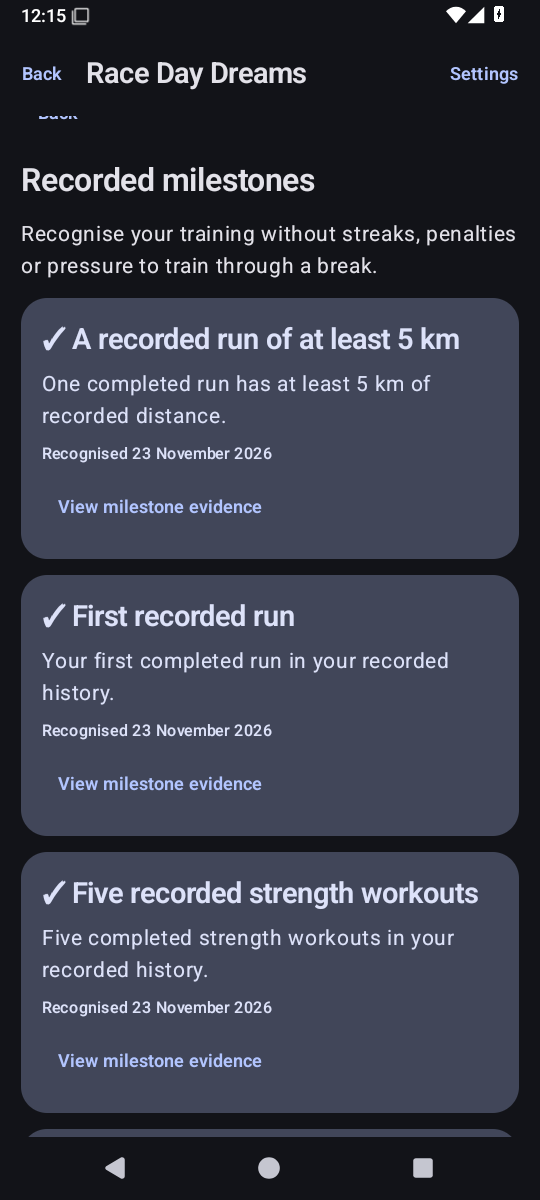 12:15
Back Race Day Dreams Settings
Back
Recorded milestones
Recognise your training without streaks, penalties
or pressure to train through a break.
✓ A recorded run of at least 5 km
One completed run has at least 5 km of
recorded distance.
Recognised 23 November 2026
View milestone evidence
✓ First recorded run
Your first completed run in your recorded
history.
Recognised 23 November 2026
View milestone evidence
✓ Five recorded strength workouts
Five completed strength workouts in your
recorded history.
Recognised 23 November 2026
View milestone evidence